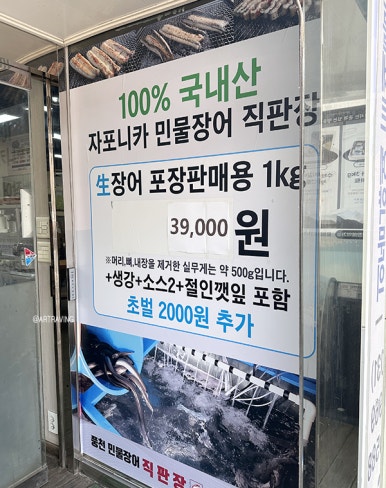 100% 국내산
자포니카 민물장어 직판장
生장어 포장판매용 1kg
39,000 원
※머리,뼈,내장을 제거한 실무게는 약 500g입니다.
+생강+소스2+절인깻잎 포함
초벌 2000원 추가
@ARTRAVING
풍천 민물장어 직판장